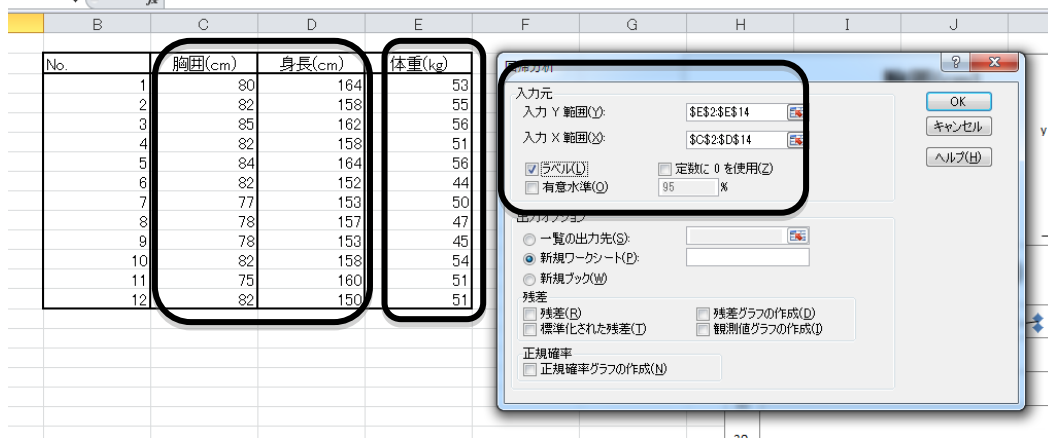 B C D E F G H I J
No. 胸囲(cm) 身長(cm) 体重(kg)
1 80 164 53
2 82 158 55
3 85 162 56
4 82 158 51
5 84 164 56
6 82 152 44
7 77 153 50
8 78 157 47
9 78 153 45
10 82 158 54
11 75 160 51
12 82 150 51
回帰分析
入力元
入力 Y 範囲(Y): $E$2:$E$14
入力 X 範囲(X): $C$2:$D$14
ラベル(L) 定数に 0 を使用(Z)
有意水準(O) 95 %
出力オプション
一覧の出力先(S):
新規ワークシート(P):
新規ブック(W)
残差
残差(R) 残差グラフの作成(D)
標準化された残差(T) 観測値グラフの作成(I)
正規確率
正規確率グラフの作成(N)
OK
キャンセル
ヘルプ(H)
y